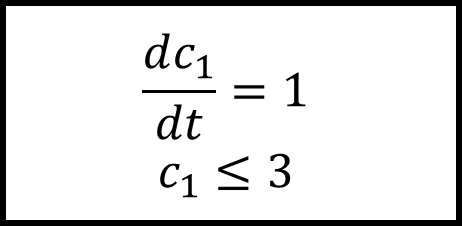 dc₁/dt = 1
c₁ ≤ 3